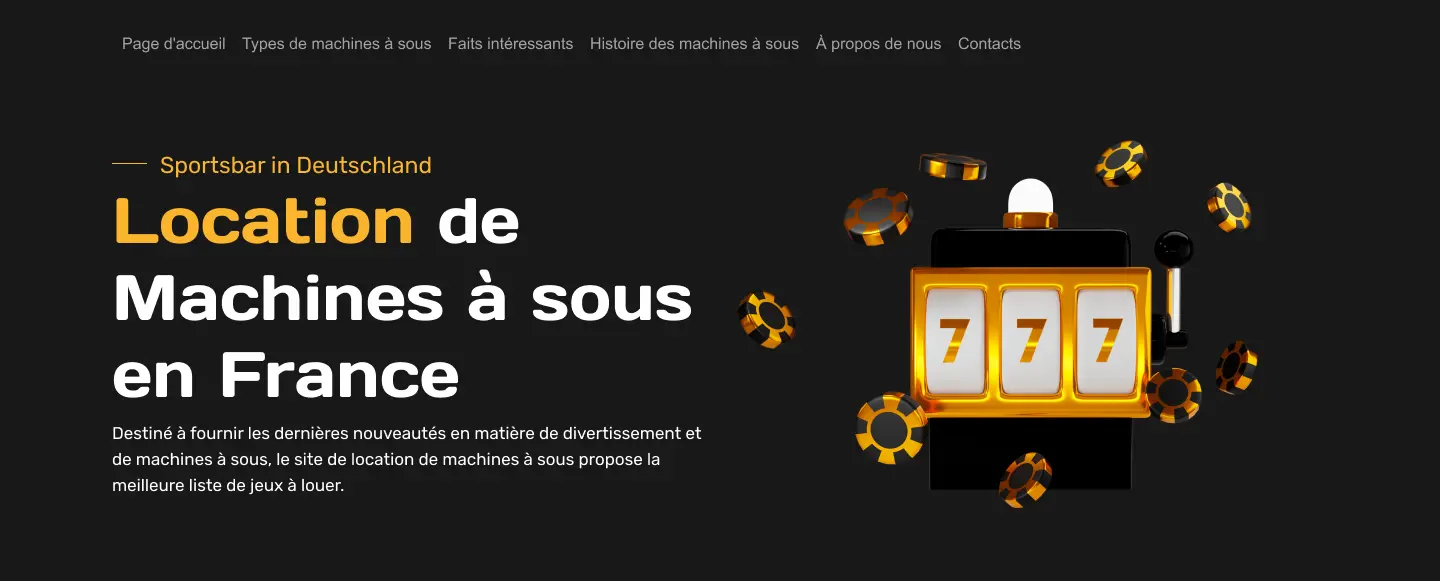 Page d'accueil Types de machines à sous Faits intéressants Histoire des machines à sous À propos de nous Contacts
Sportsbar in Deutschland
Location de
Machines à sous
en France
Destiné à fournir les dernières nouveautés en matière de divertissement et
de machines à sous, le site de location de machines à sous propose la
meilleure liste de jeux à louer.
7 7 7